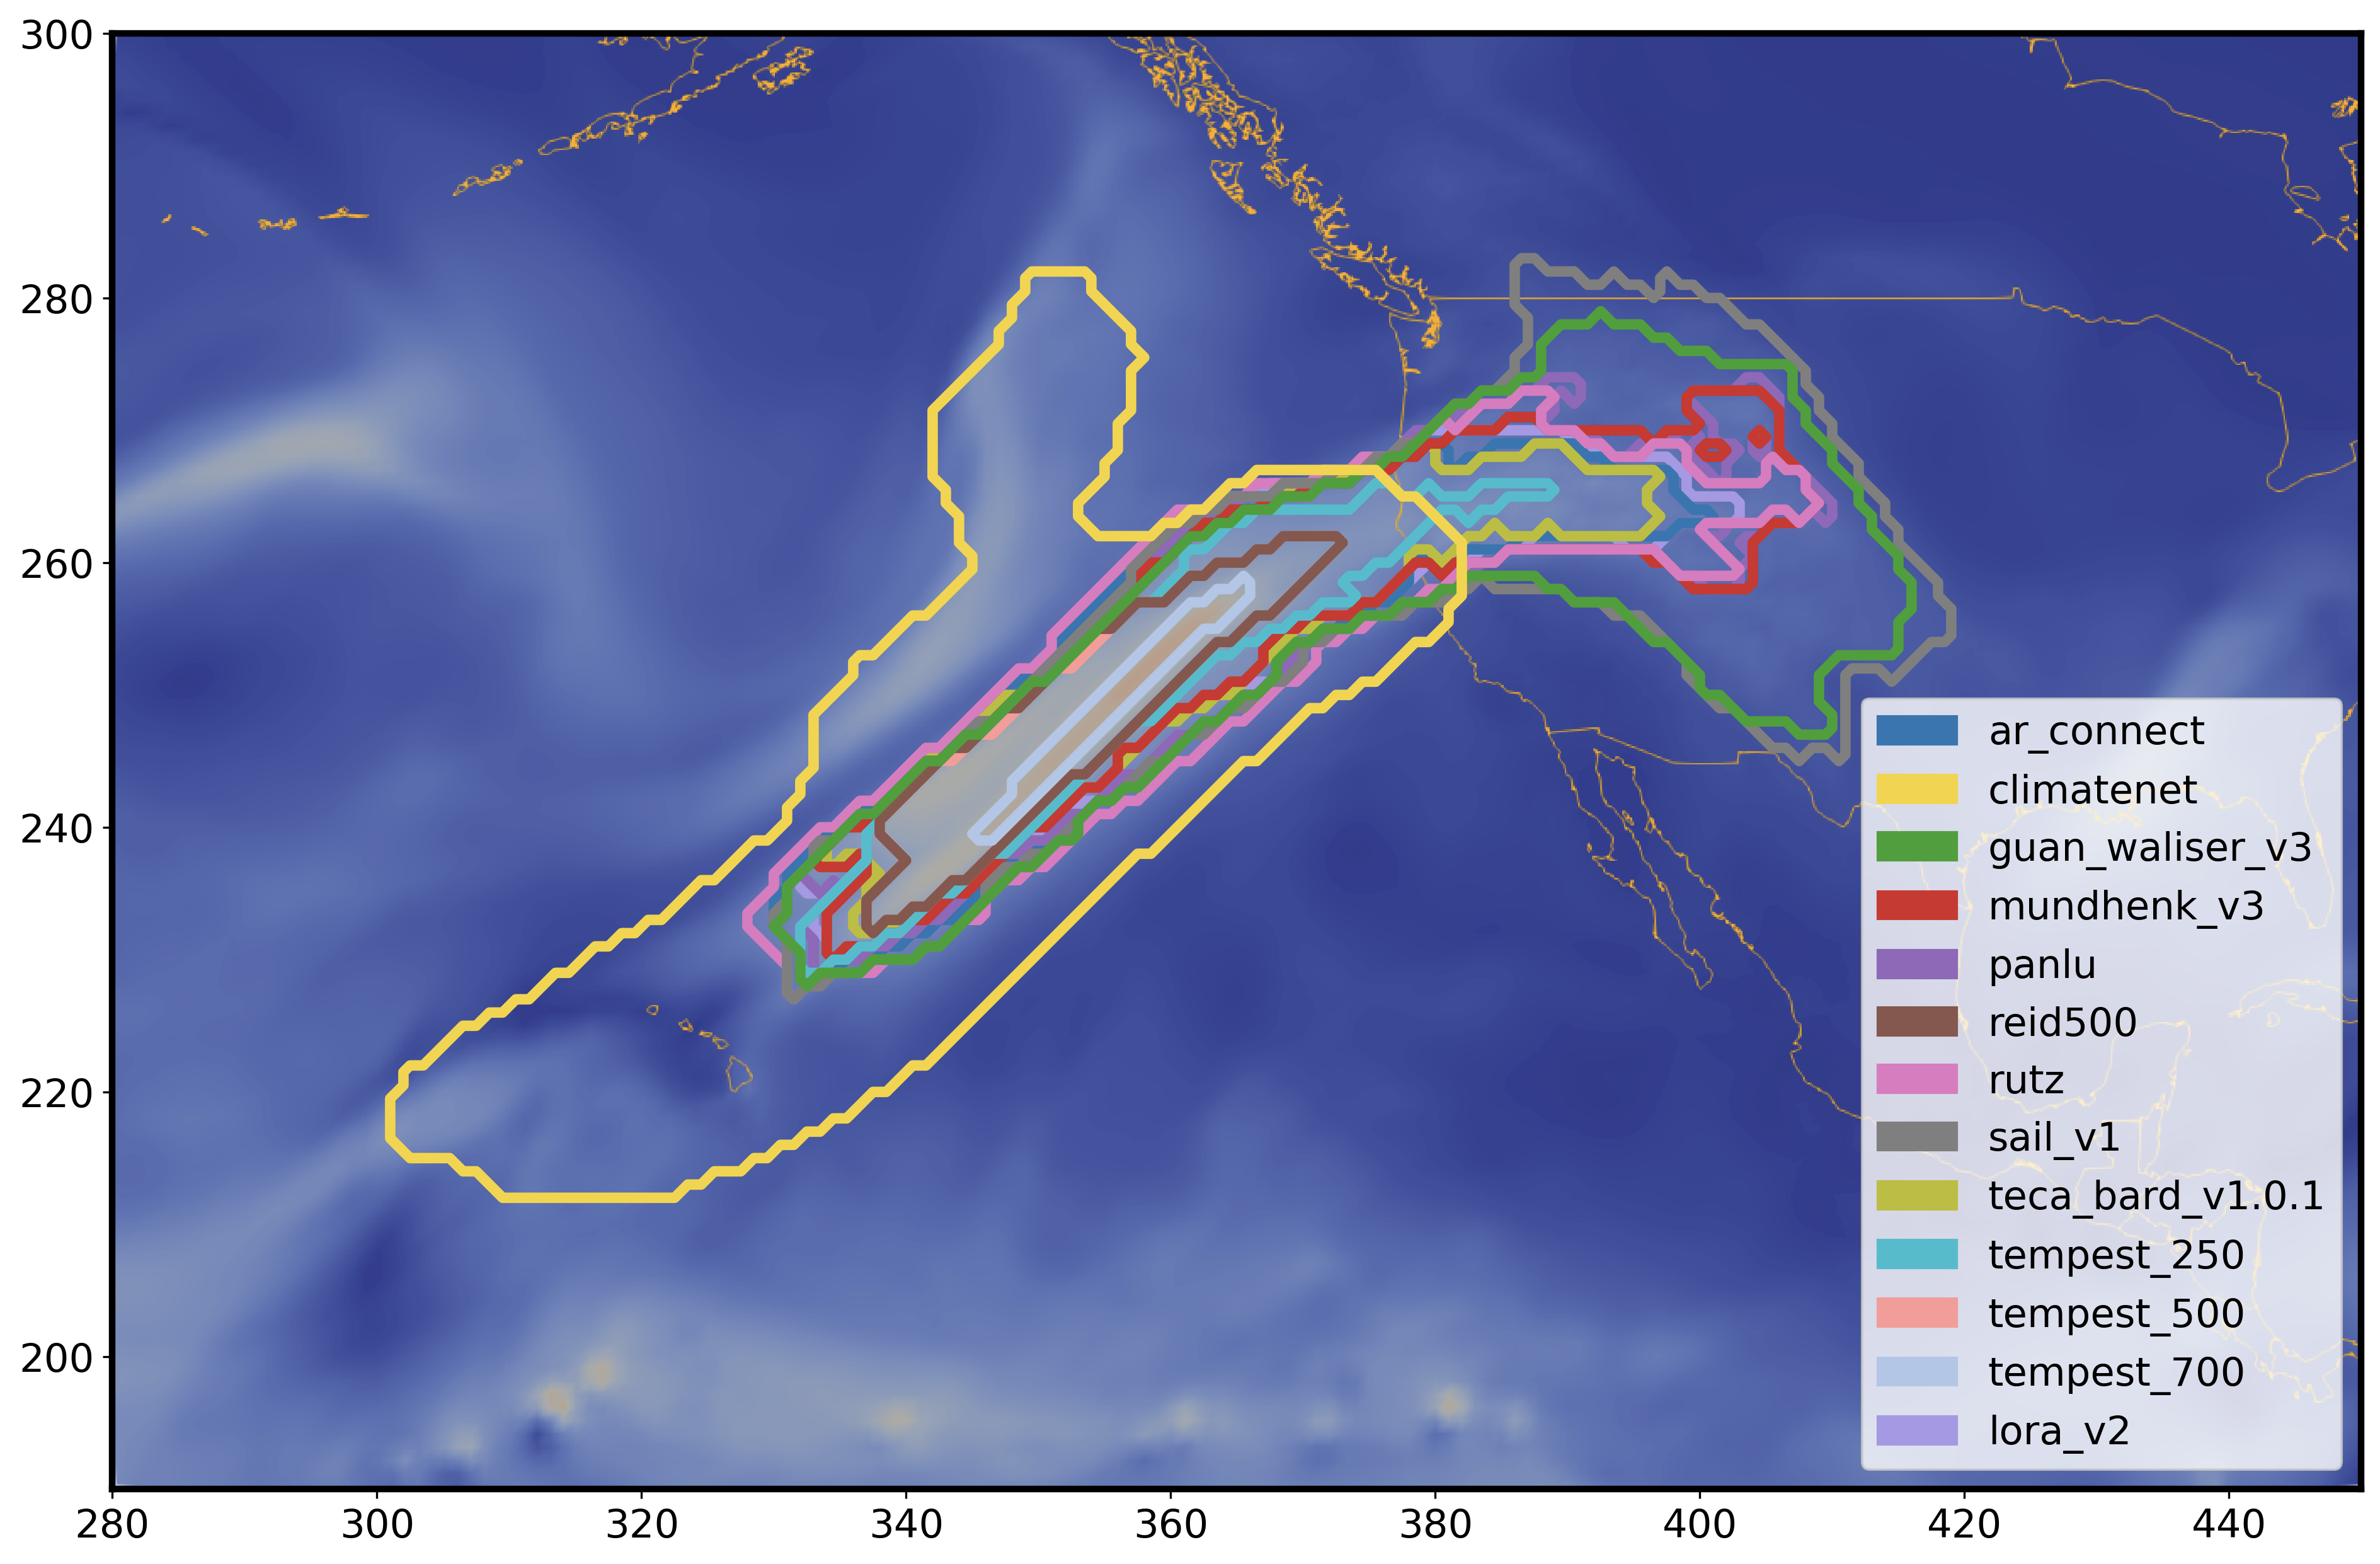 300
280
260
240
220
200
280 300 320 340 360 380 400 420 440
ar_connect
climatenet
guan_waliser_v3
mundhenk_v3
panlu
reid500
rutz
sail_v1
teca_bard_v1.0.1
tempest_250
tempest_500
tempest_700
lora_v2